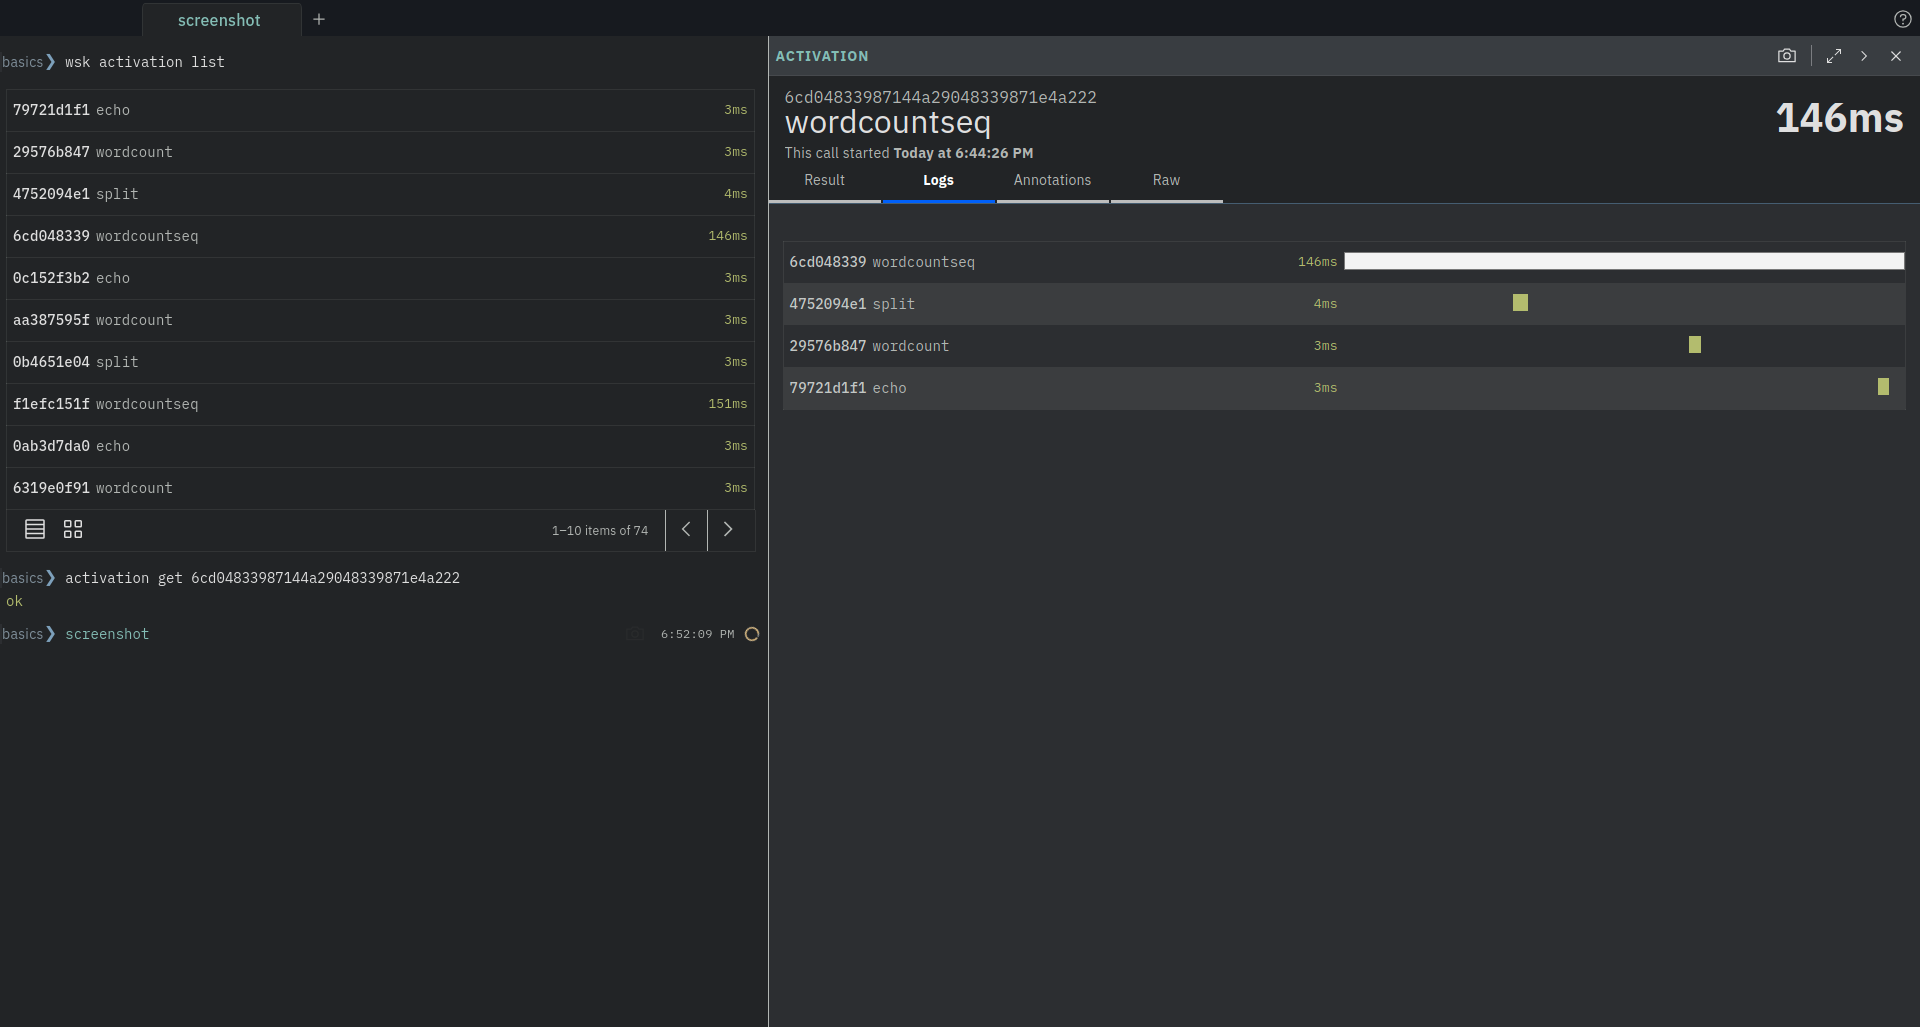 screenshot
basics❯ wsk activation list
79721d1f1 echo 3ms
29576b847 wordcount 3ms
4752094e1 split 4ms
6cd048339 wordcountseq 146ms
0c152f3b2 echo 3ms
aa387595f wordcount 3ms
0b4651e04 split 3ms
f1efc151f wordcountseq 151ms
0ab3d7da0 echo 3ms
6319e0f91 wordcount 3ms
1–10 items of 74
basics❯ activation get 6cd04833987144a29048339871e4a222
ok
basics❯ screenshot 6:52:09 PM
ACTIVATION
6cd04833987144a29048339871e4a222
wordcountseq 146ms
This call started Today at 6:44:26 PM
Result Logs Annotations Raw
6cd048339 wordcountseq 146ms
4752094e1 split 4ms
29576b847 wordcount 3ms
79721d1f1 echo 3ms